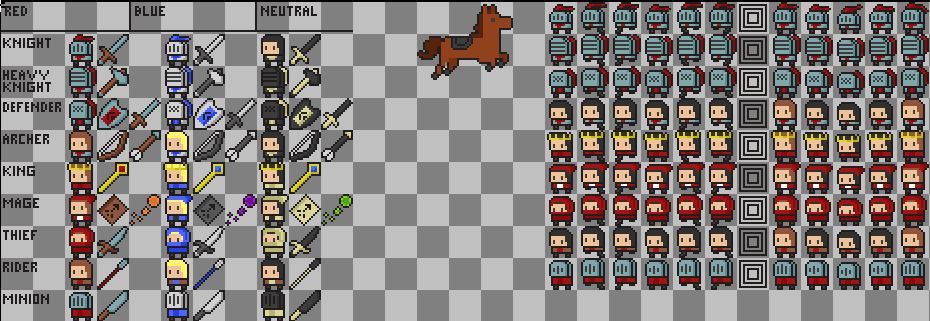 RED BLUE NEUTRAL
KNIGHT
HEAVY
KNIGHT
DEFENDER
ARCHER
KING
MAGE
THIEF
RIDER
MINION